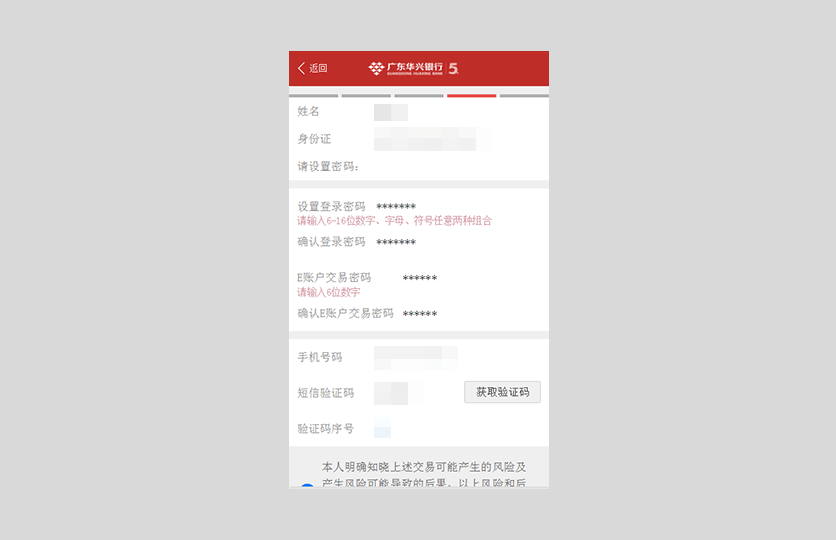 返回
广东华兴银行 5
GUANGDONG HUAXING BANK
姓名
身份证
请设置密码：
设置登录密码 *******
请输入6-16位数字、字母、符号任意两种组合
确认登录密码 *******
E账户交易密码 ******
请输入6位数字
确认E账户交易密码 ******
手机号码
短信验证码 获取验证码
验证码序号
本人明确知晓上述交易可能产生的风险及
产生风险可能导致的后果。以上风险和后